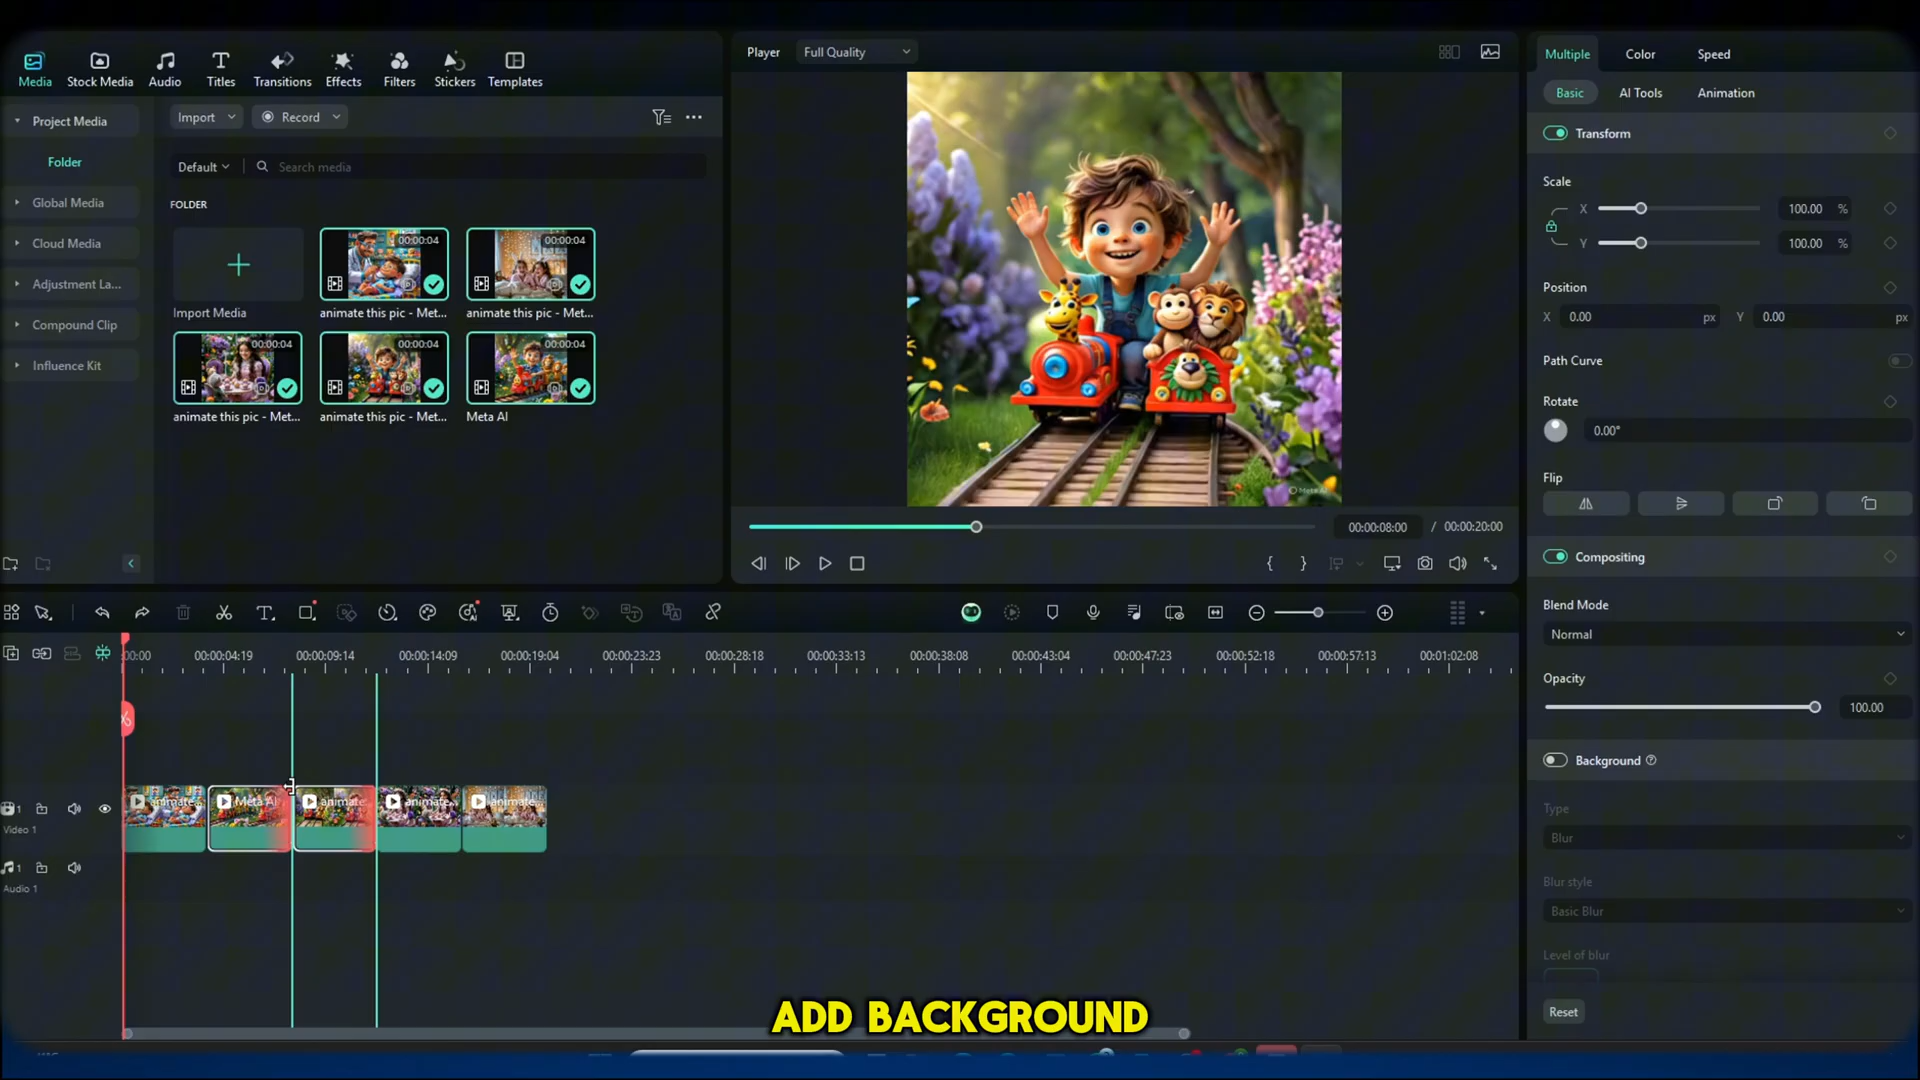 Media
Stock Media
Audio
Titles
Transitions
Effects
Filters
Stickers
Templates
Project Media
Folder
Global Media
Cloud Media
Adjustment La...
Compound Clip
Influence Kit
Import
Record
Default
Search media
FOLDER
Import Media
00:00:04
animate this pic - Met...
00:00:04
animate this pic - Met...
00:00:04
animate this pic - Met...
00:00:04
animate this pic - Met...
00:00:04
Meta AI
Player
Full Quality
Meta AI
00:00:08:00 / 00:00:20:00
Multiple
Color
Speed
Basic
AI Tools
Animation
Transform
Scale
X 100.00 %
Y 100.00 %
Position
X 0.00 px Y 0.00 px
Path Curve
Rotate
0.00°
Flip
Compositing
Blend Mode
Normal
Opacity
100.00
Background
Type
Blur
Blur style
Basic Blur
Level of blur
Reset
:00:00 00:00:04:19 00:00:09:14 00:00:14:09 00:00:19:04 00:00:23:23 00:00:28:18 00:00:33:13 00:00:38:08 00:00:43:04 00:00:47:23 00:00:52:18 00:00:57:13 00:01:02:08
animate...
Meta AI
animate
animate...
animate...
1
Video 1
1
Audio 1
ADD BACKGROUND